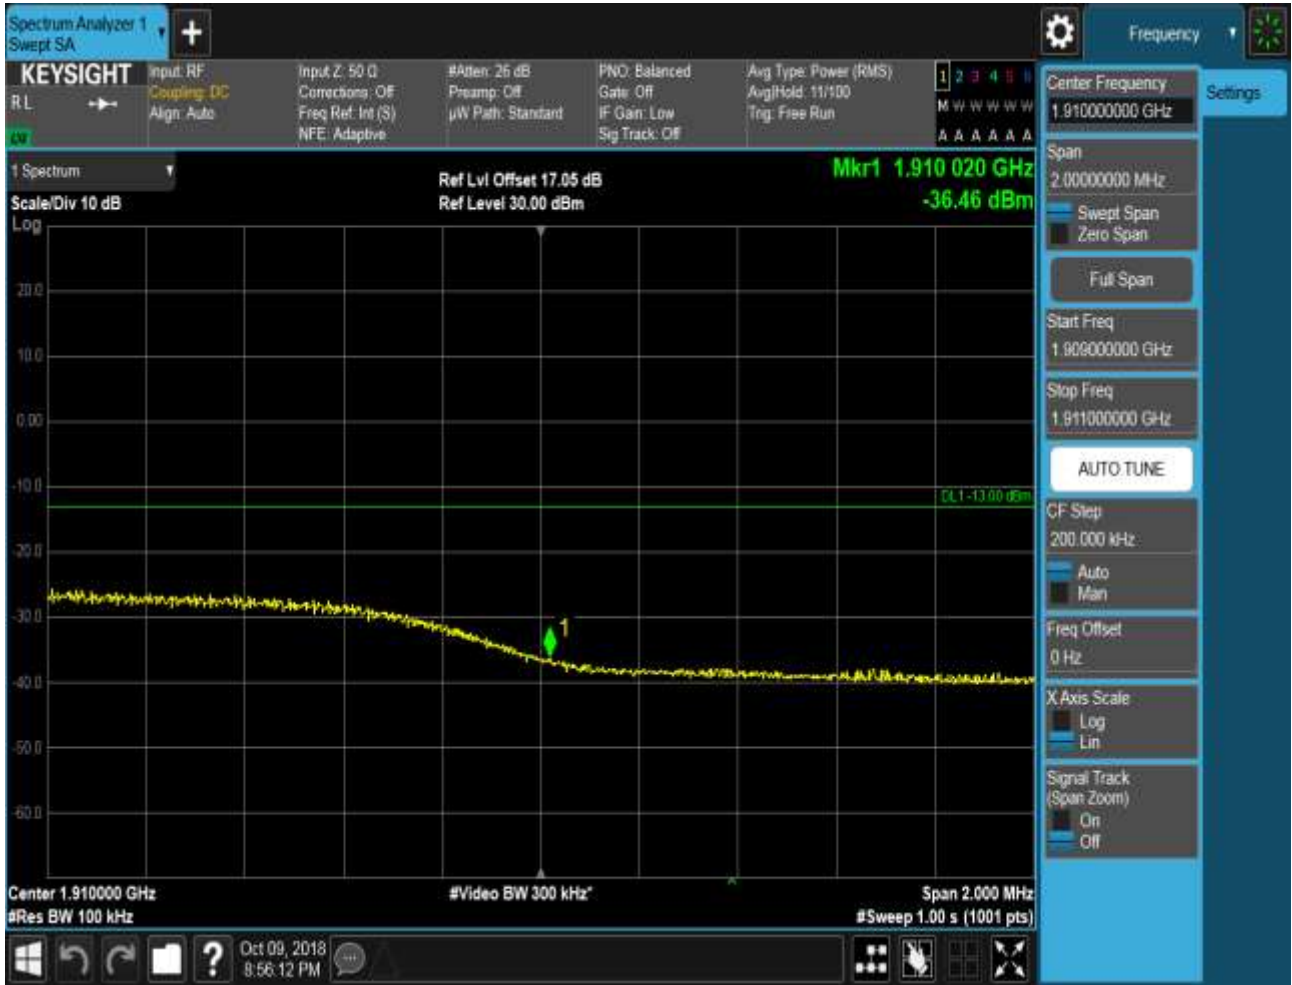 Spectrum Analyzer 1
Swept SA
Frequency
KEYSIGHT
R L
Input: RF
Coupling: DC
Align: Auto
Input Z: 50 Ω
Corrections: Off
Freq Ref: Int (S)
NFE: Adaptive
#Atten: 26 dB
Preamp: Off
µW Path: Standard
PNO: Balanced
Gate: Off
IF Gain: Low
Sig Track: Off
Avg Type: Power (RMS)
Avg|Hold: 11/100
Trig: Free Run
1 2 3 4 5 6
M W W W W W
A A A A A A
Center Frequency
1.910000000 GHz
Settings
1 Spectrum
Scale/Div 10 dB
Log
Ref Lvl Offset 17.05 dB
Ref Level 30.00 dBm
Mkr1 1.910 020 GHz
-36.46 dBm
Span
2.00000000 MHz
Swept Span
Zero Span
Full Span
Start Freq
1.909000000 GHz
Stop Freq
1.911000000 GHz
AUTO TUNE
CF Step
200.000 kHz
Auto
Man
Freq Offset
0 Hz
X Axis Scale
Log
Lin
Signal Track
(Span Zoom)
On
Off
20.0
10.0
0.00
-10.0
DL1 -13.00 dBm
-20.0
-30.0
1
-40.0
-50.0
-60.0
Center 1.910000 GHz
#Video BW 300 kHz*
Span 2.000 MHz
#Res BW 100 kHz
#Sweep 1.00 s (1001 pts)
?
Oct 09, 2018
8:56:12 PM